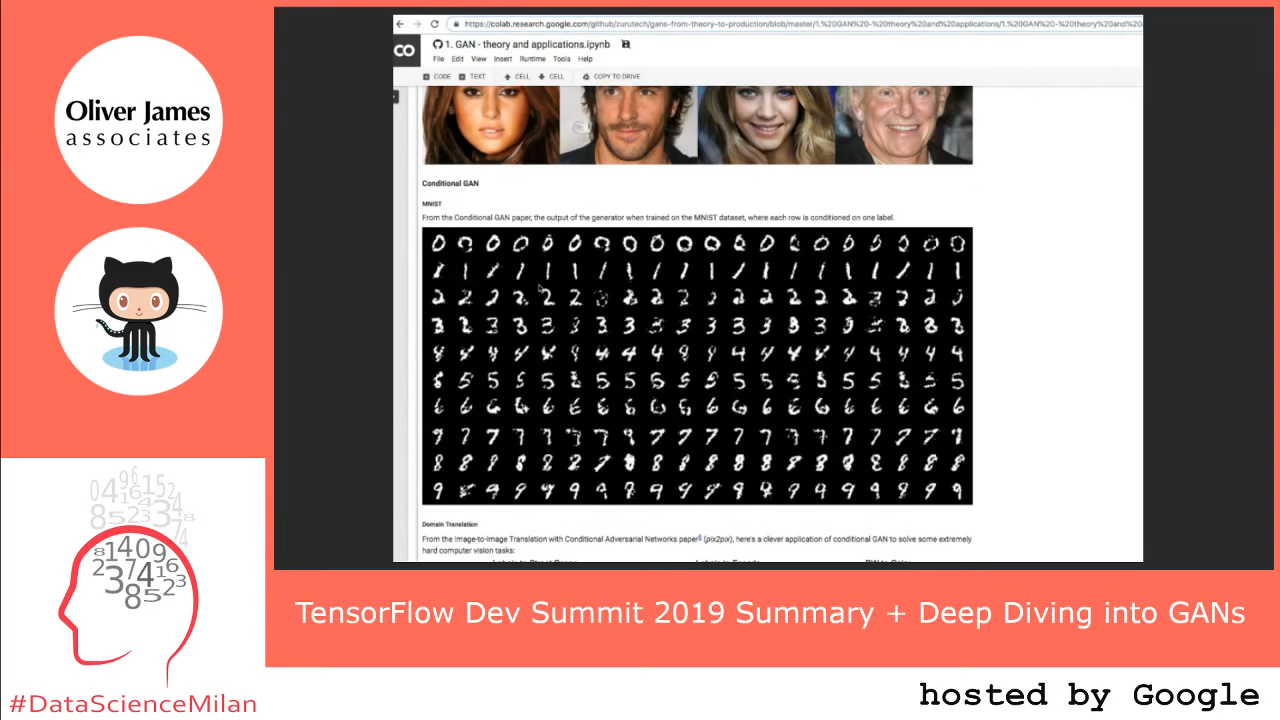 Oliver James
associates
#DataScienceMilan
https://colab.research.google.com/github/zurutech/gans-from-theory-to-production/blob/master/1.%20GAN%20-%20theory%20and%20applications/1.%20GAN%20-%20theory%20and%20
CO
1. GAN - theory and applications.ipynb
File Edit View Insert Runtime Tools Help
CODE TEXT CELL CELL COPY TO DRIVE
Conditional GAN
MNIST
From the Conditional GAN paper, the output of the generator when trained on the MNIST dataset, where each row is conditioned on one label.
Domain Translation
From the Image-to-Image Translation with Conditional Adversarial Networks paper (pix2pix), here's a clever application of conditional GAN to solve some extremely
hard computer vision tasks:
TensorFlow Dev Summit 2019 Summary + Deep Diving into GANs
hosted by Google